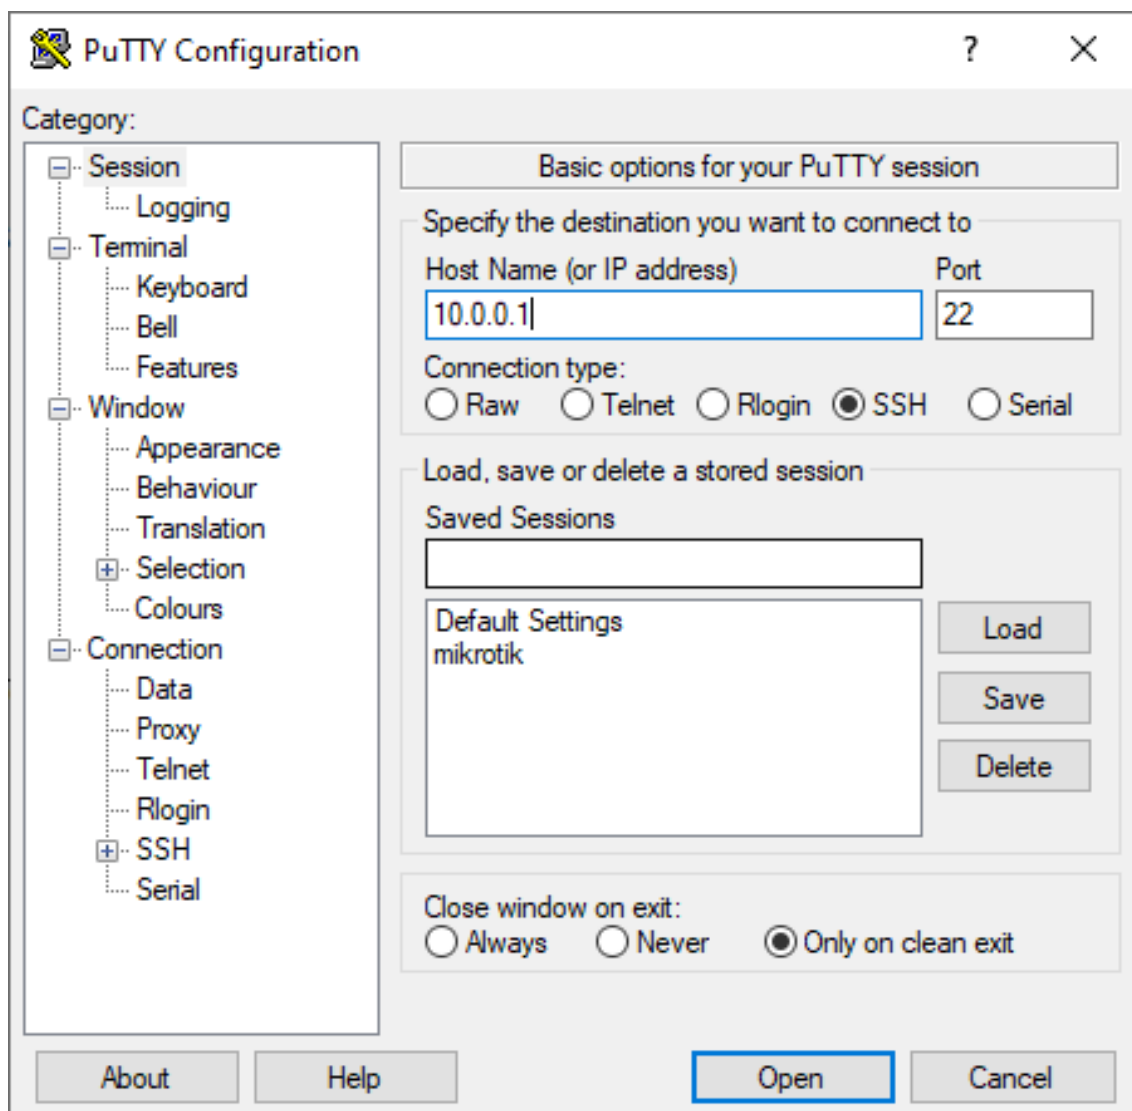 PuTTY Configuration
?
Category:
Session
Logging
Terminal
Keyboard
Bell
Features
Window
Appearance
Behaviour
Translation
Selection
Colours
Connection
Data
Proxy
Telnet
Rlogin
SSH
Serial
Basic options for your PuTTY session
Specify the destination you want to connect to
Host Name (or IP address) Port
10.0.0.1 22
Connection type:
Raw Telnet Rlogin SSH Serial
Load, save or delete a stored session
Saved Sessions
Default Settings
mikrotik
Load
Save
Delete
Close window on exit:
Always Never Only on clean exit
About Help Open Cancel